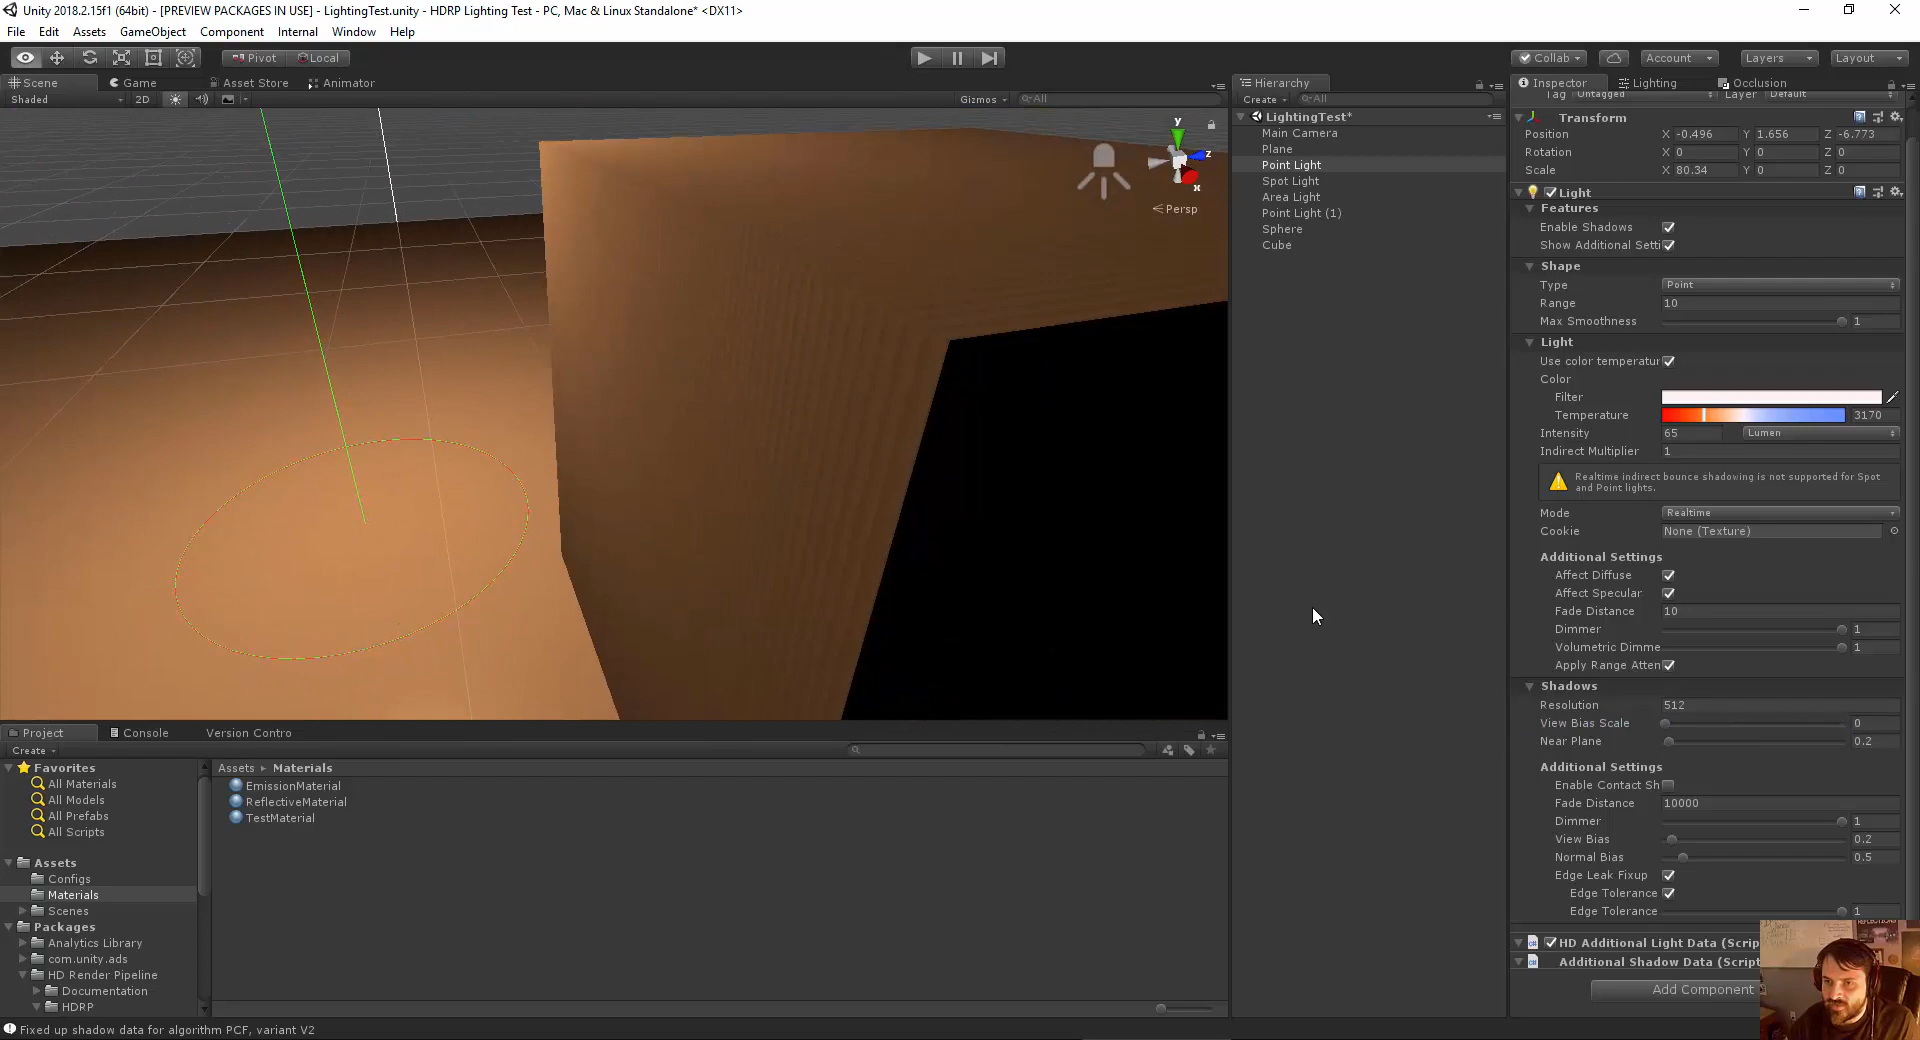 Unity 2018.2.15f1 (64bit) - [PREVIEW PACKAGES IN USE] - LightingTest.unity - HDRP Lighting Test - PC, Mac & Linux Standalone* <DX11>
File Edit Assets GameObject Component Internal Window Help
Pivot Local Collab Account Layers Layout
Scene Game Asset Store Animator
Shaded 2D Gizmos All
y
z
x
Persp
Hierarchy
Create All
LightingTest*
Main Camera
Plane
Point Light
Spot Light
Area Light
Point Light (1)
Sphere
Cube
Inspector Lighting Occlusion
Tag Untagged Layer Default
Transform
Position X -0.496 Y 1.656 Z -6.773
Rotation X 0 Y 0 Z 0
Scale X 80.34 Y 0 Z 0
Light
Features
Enable Shadows
Show Additional Setti
Shape
Type Point
Range 10
Max Smoothness 1
Light
Use color temperatur
Color
Filter
Temperature 3170
Intensity 65 Lumen
Indirect Multiplier 1
Realtime indirect bounce shadowing is not supported for Spot
and Point lights.
Mode Realtime
Cookie None (Texture)
Additional Settings
Affect Diffuse
Affect Specular
Fade Distance 10
Dimmer 1
Volumetric Dimme 1
Apply Range Atten
Shadows
Resolution 512
View Bias Scale 0
Near Plane 0.2
Additional Settings
Enable Contact Sh
Fade Distance 10000
Dimmer 1
View Bias 0.2
Normal Bias 0.5
Edge Leak Fixup
Edge Tolerance
Edge Tolerance 1
HD Additional Light Data (Scrip
Additional Shadow Data (Script
Add Component
Project Console Version Contro
Create
Favorites
All Materials
All Models
All Prefabs
All Scripts
Assets
Configs
Materials
Scenes
Packages
Analytics Library
com.unity.ads
HD Render Pipeline
Documentation
HDRP
Assets ▸ Materials
EmissionMaterial
ReflectiveMaterial
TestMaterial
Fixed up shadow data for algorithm PCF, variant V2